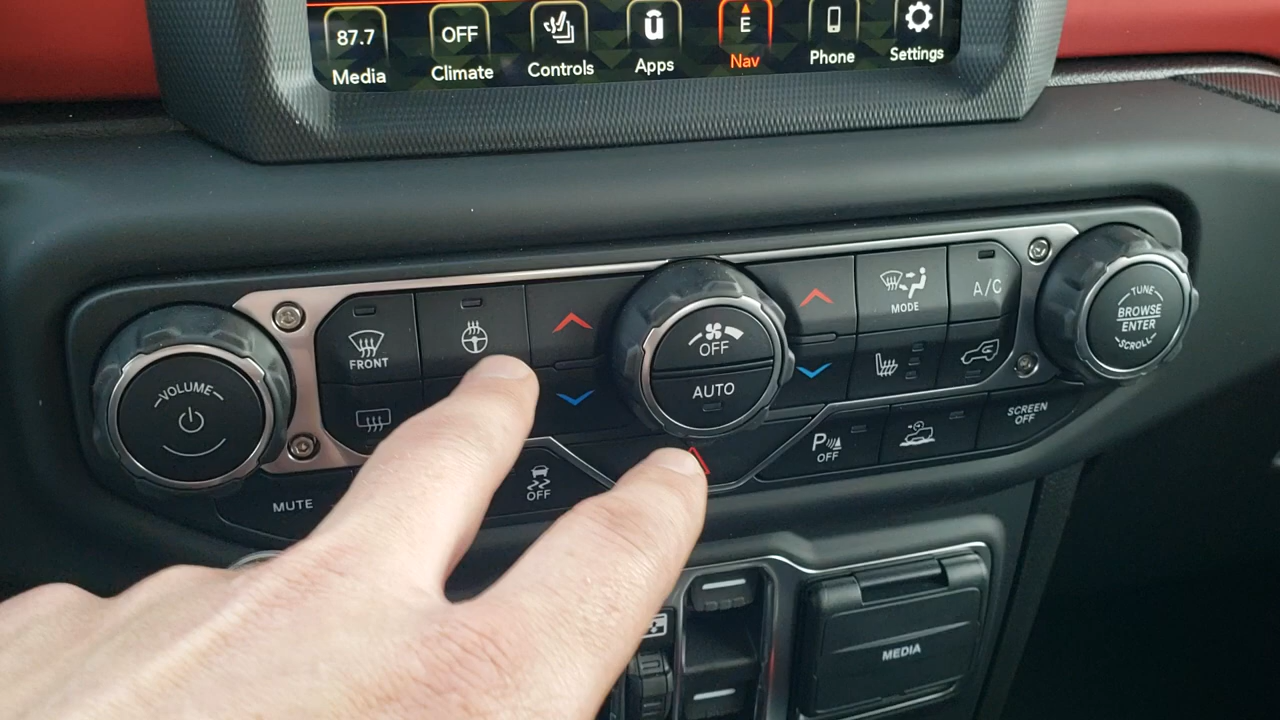 87.7
OFF
E
Media
Climate
Controls
Apps
Nav
Phone
Settings
FRONT
OFF
AUTO
MODE
A/C
VOLUME
MUTE
OFF
P
OFF
SCREEN
OFF
TUNE
BROWSE
ENTER
SCROLL
MEDIA